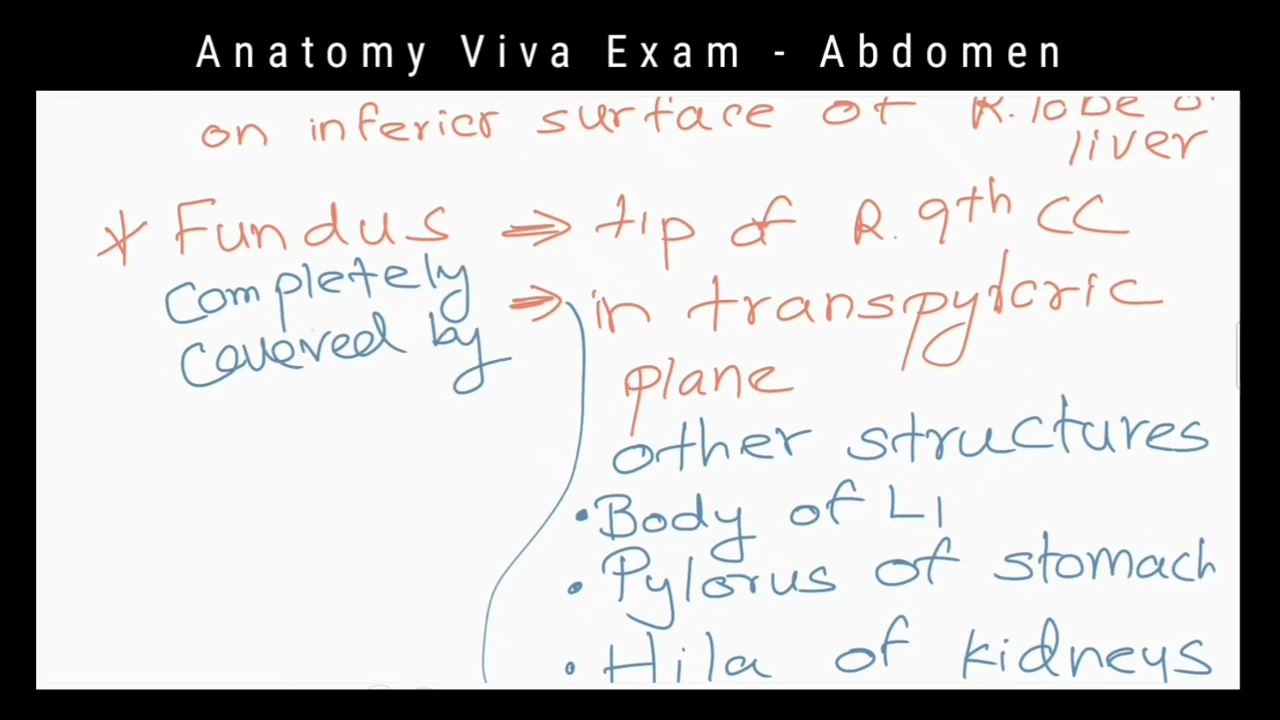 Anatomy Viva Exam - Abdomen
on inferior surface of R. lobe of
liver
* Fundus ⇒ tip of R. 9th CC
Completely ⇒ in transpyloric
covered by
plane
other structures
• Body of L1
• Pylorus of stomach
• Hila of kidneys